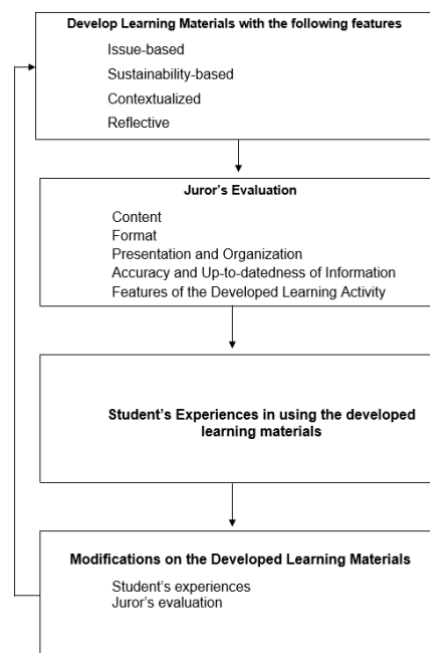 Develop Learning Materials with the following features
Issue-based
Sustainability-based
Contextualized
Reflective
Juror's Evaluation
Content
Format
Presentation and Organization
Accuracy and Up-to-datedness of Information
Features of the Developed Learning Activity
Student's Experiences in using the developed
learning materials
Modifications on the Developed Learning Materials
Student's experiences
Juror's evaluation